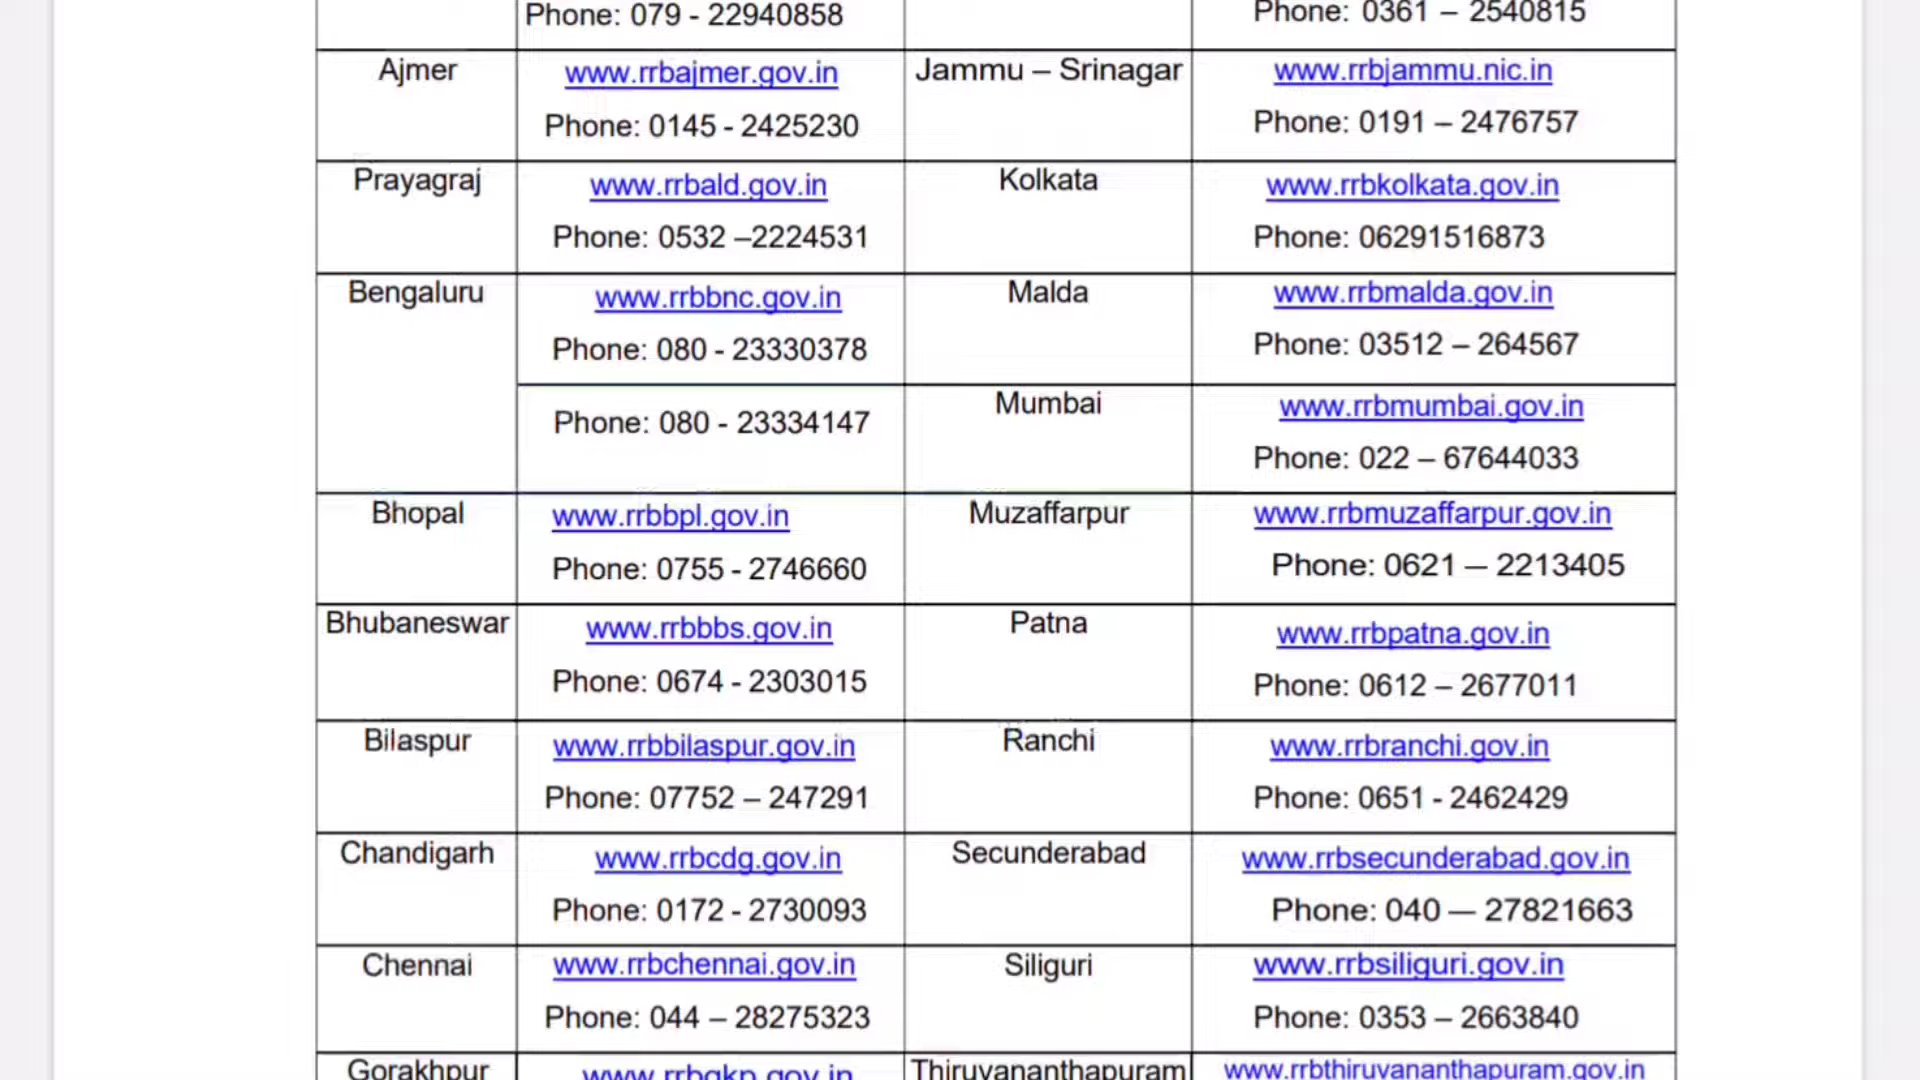 Phone: 079 - 22940858
Phone: 0361 – 2540815
Ajmer
www.rrbajmer.gov.in
Phone: 0145 - 2425230
Jammu – Srinagar
www.rrbjammu.nic.in
Phone: 0191 – 2476757
Prayagraj
www.rrbald.gov.in
Phone: 0532 –2224531
Kolkata
www.rrbkolkata.gov.in
Phone: 06291516873
Bengaluru
www.rrbbnc.gov.in
Phone: 080 - 23330378
Malda
www.rrbmalda.gov.in
Phone: 03512 – 264567
Phone: 080 - 23334147
Mumbai
www.rrbmumbai.gov.in
Phone: 022 – 67644033
Bhopal
www.rrbbpl.gov.in
Phone: 0755 - 2746660
Muzaffarpur
www.rrbmuzaffarpur.gov.in
Phone: 0621 — 2213405
Bhubaneswar
www.rrbbbs.gov.in
Phone: 0674 - 2303015
Patna
www.rrbpatna.gov.in
Phone: 0612 – 2677011
Bilaspur
www.rrbbilaspur.gov.in
Phone: 07752 – 247291
Ranchi
www.rrbranchi.gov.in
Phone: 0651 - 2462429
Chandigarh
www.rrbcdg.gov.in
Phone: 0172 - 2730093
Secunderabad
www.rrbsecunderabad.gov.in
Phone: 040 — 27821663
Chennai
www.rrbchennai.gov.in
Phone: 044 – 28275323
Siliguri
www.rrbsiliguri.gov.in
Phone: 0353 – 2663840
Gorakhpur
www.rrbgkp.gov.in
Thiruvananthapuram
www.rrbthiruvananthapuram.gov.in